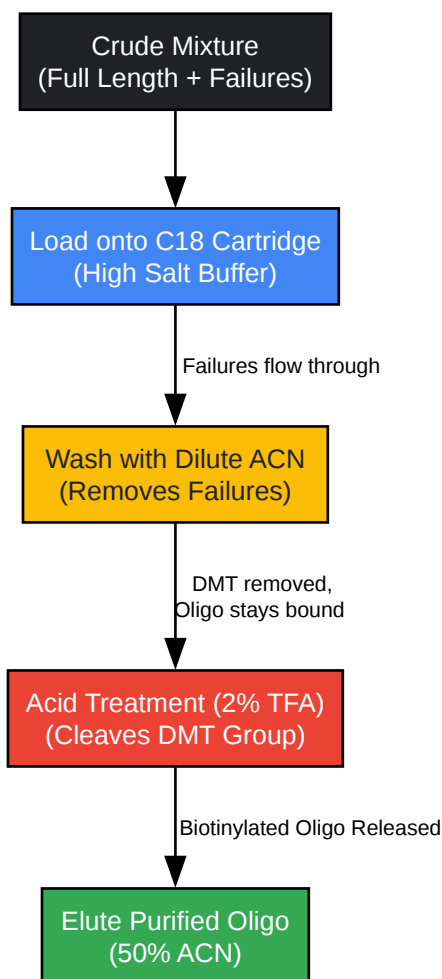 Crude Mixture
(Full Length + Failures)
Load onto C18 Cartridge
(High Salt Buffer)
Failures flow through
Wash with Dilute ACN
(Removes Failures)
DMT removed,
Oligo stays bound
Acid Treatment (2% TFA)
(Cleaves DMT Group)
Biotinylated Oligo Released
Elute Purified Oligo
(50% ACN)